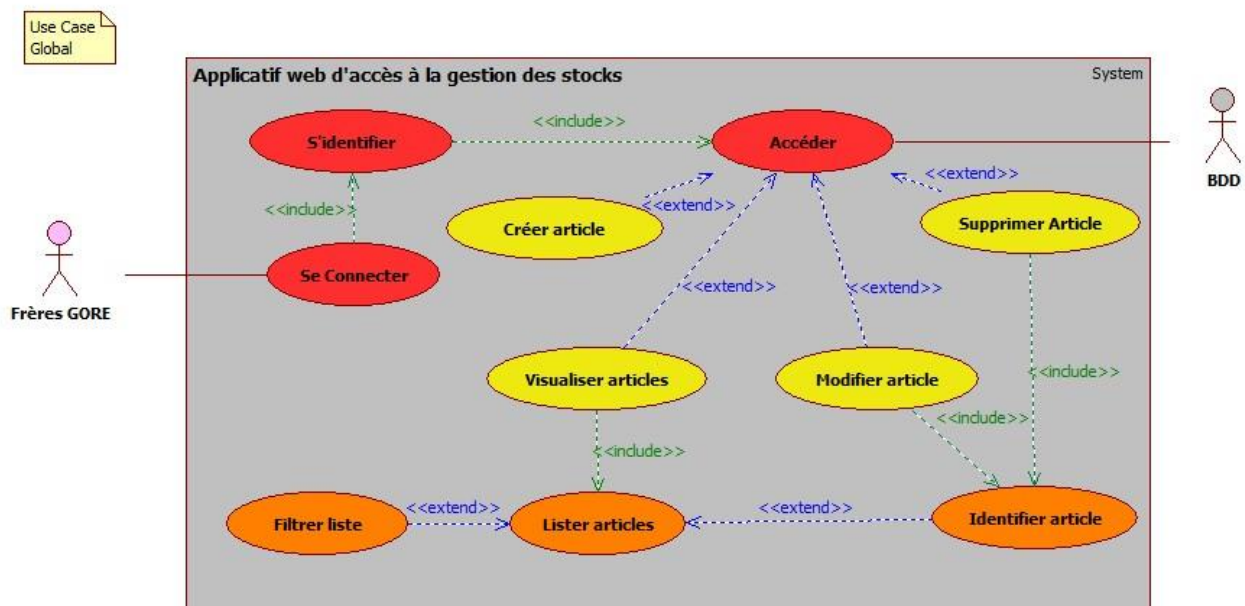 Use Case
Global
Applicatif web d'accès à la gestion des stocks
System
S'identifier
<<include>>
Accéder
BDD
<<extend>>
<<include>>
<<extend>>
Créer article
Supprimer Article
Se Connecter
Frères GORE
<<extend>>
<<extend>>
Visualiser articles
Modifier article
<<include>>
<<include>>
<<include>>
Filtrer liste
<<extend>>
Lister articles
<<extend>>
Identifier article